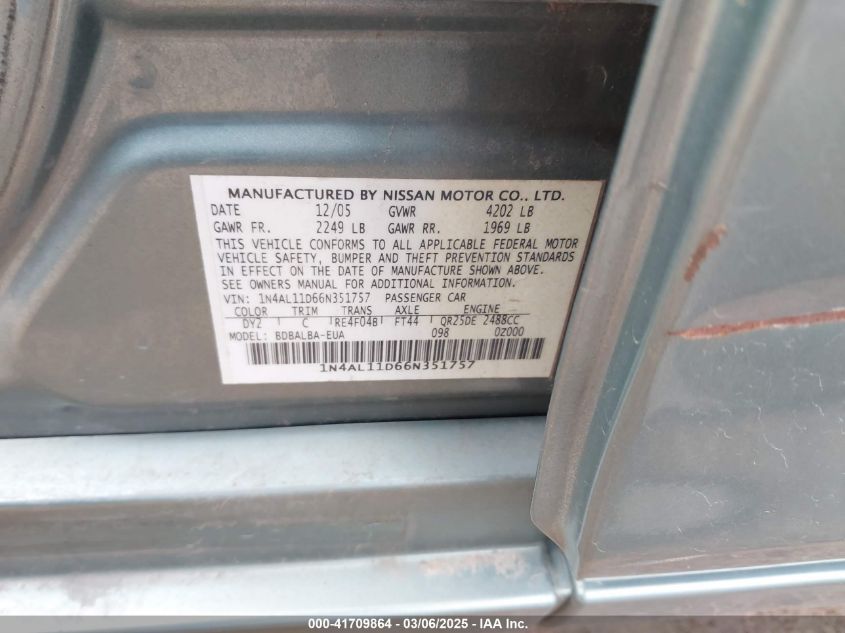 MANUFACTURED BY NISSAN MOTOR CO., LTD.
DATE 12/05 GVWR 4202 LB
GAWR FR. 2249 LB GAWR RR. 1969 LB
THIS VEHICLE CONFORMS TO ALL APPLICABLE FEDERAL MOTOR
VEHICLE SAFETY, BUMPER AND THEFT PREVENTION STANDARDS
IN EFFECT ON THE DATE OF MANUFACTURE SHOWN ABOVE.
SEE OWNERS MANUAL FOR ADDITIONAL INFORMATION.
VIN: 1N4AL11D66N351757 PASSENGER CAR
COLOR TRIM TRANS AXLE ENGINE
DY2 C RE4F04B FT44 QR25DE 2488CC
MODEL: BDBALBA-EUA 098 0Z000
1N4AL11D66N351757
000-41709864 - 03/06/2025 - IAA Inc.